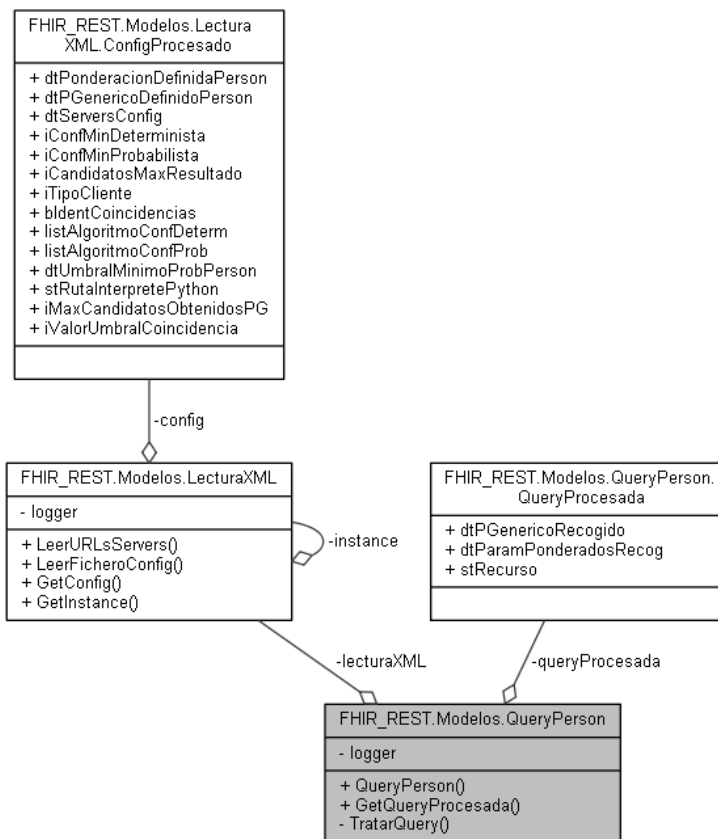 FHIR_REST.Modelos.Lectura
XML.ConfigProcesado
+ dtPonderacionDefinidaPerson
+ dtPGenericoDefinidoPerson
+ dtServersConfig
+ iConfMinDeterminista
+ iConfMinProbabilista
+ iCandidatosMaxResultado
+ iTipoCliente
+ bIdentCoincidencias
+ listAlgoritmoConfDeterm
+ listAlgoritmoConfProb
+ dtUmbralMinimoProbPerson
+ stRutaInterpretePython
+ iMaxCandidatosObtenidosPG
+ iValorUmbralCoincidencia
-config
FHIR_REST.Modelos.LecturaXML
- logger
+ LeerURLsServers()
+ LeerFicheroConfig()
+ GetConfig()
+ GetInstance()
-instance
FHIR_REST.Modelos.QueryPerson.
QueryProcesada
+ dtPGenericoRecogido
+ dtParamPonderadosRecog
+ stRecurso
-lecturaXML
-queryProcesada
FHIR_REST.Modelos.QueryPerson
- logger
+ QueryPerson()
+ GetQueryProcesada()
- TratarQuery()